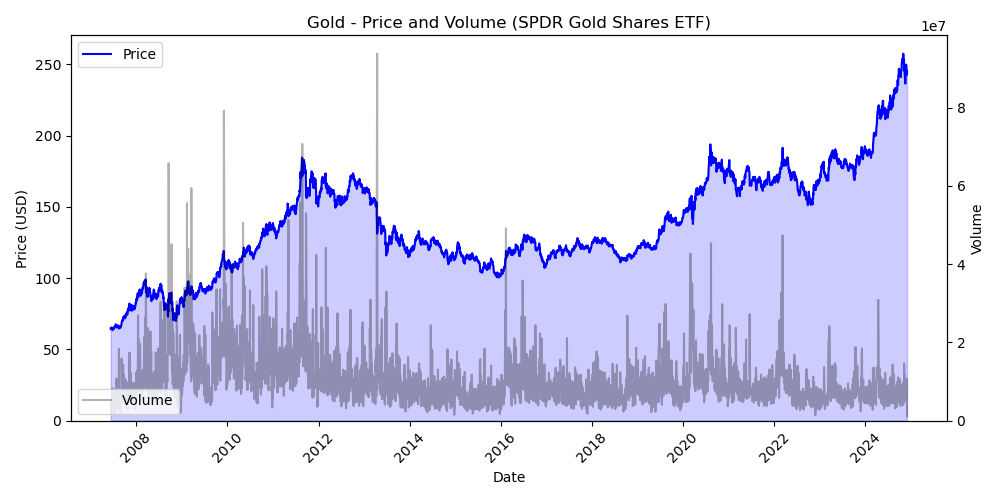 Gold - Price and Volume (SPDR Gold Shares ETF)
1e7
Price
250
200
150
100
50
0
Price (USD)
8
6
4
2
0
Volume
Volume
2008
2010
2012
2014
2016
2018
2020
2022
2024
Date